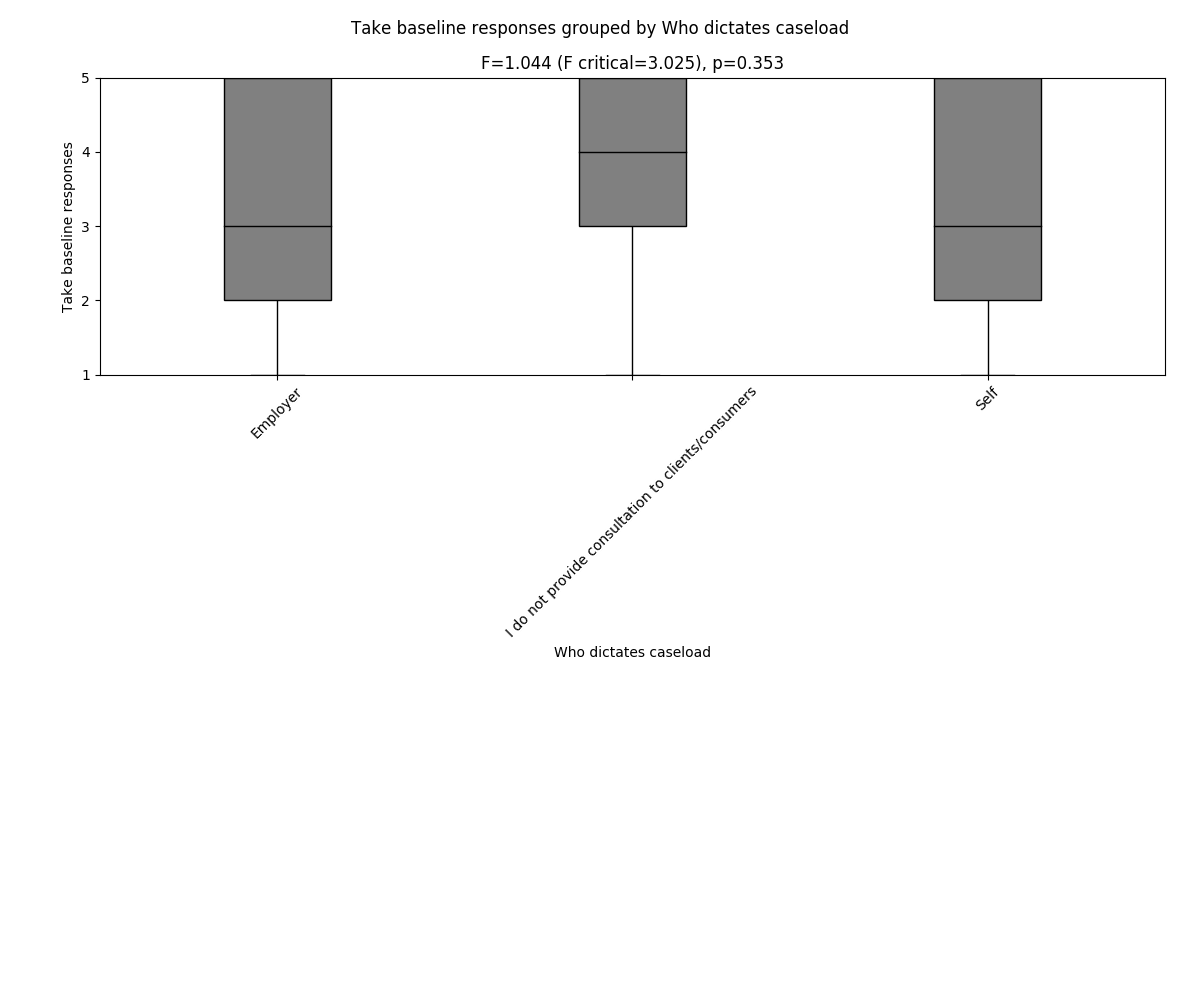 Take baseline responses grouped by Who dictates caseload
F=1.044 (F critical=3.025), p=0.353
5
4
3
2
1
Take baseline responses
Employer
I do not provide consultation to clients/consumers
Self
Who dictates caseload